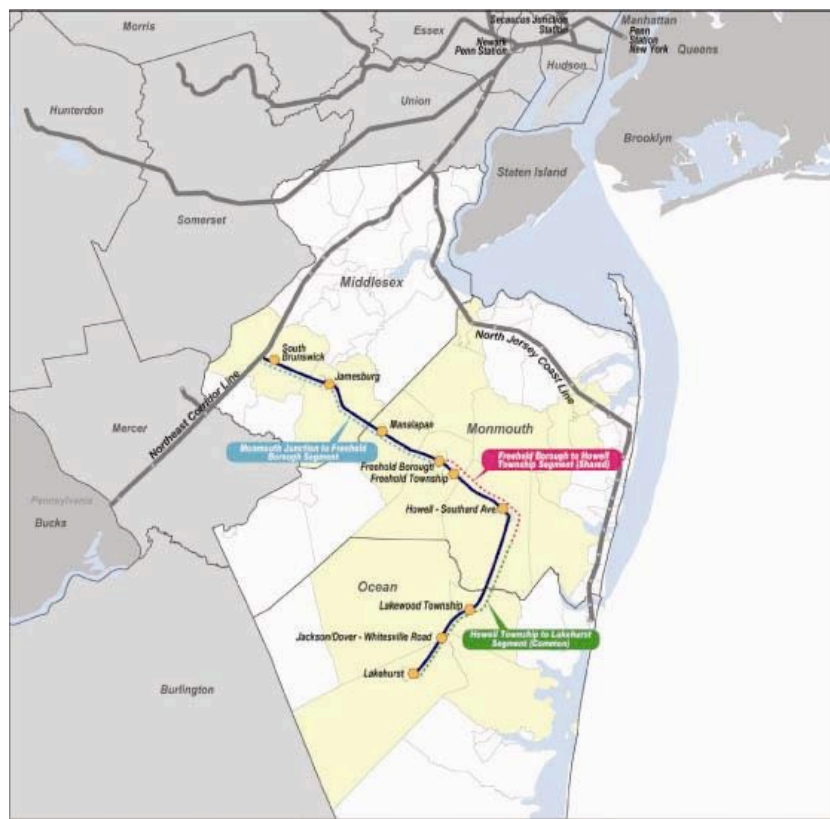 Morris
Essex
Secaucus Junction
Station
Manhattan
Penn
Station
New York
Newark
Penn Station
Queens
Hudson
Hunterdon
Union
Brooklyn
Staten Island
Somerset
Middlesex
South
Brunswick
North Jersey Coast Line
Jamesburg
Northeast Corridor Line
Mercer
Manalapan
Monmouth
Monmouth Junction to Freehold
Borough Segment
Freehold Borough to Howell
Township Segment (Shared)
Freehold Borough
Freehold Township
Pennsylvania
Bucks
Howell - Southard Ave
Ocean
Lakewood Township
Jackson/Dover - Whitesville Road
Howell Township to Lakehurst
Segment (Common)
Lakehurst
Burlington